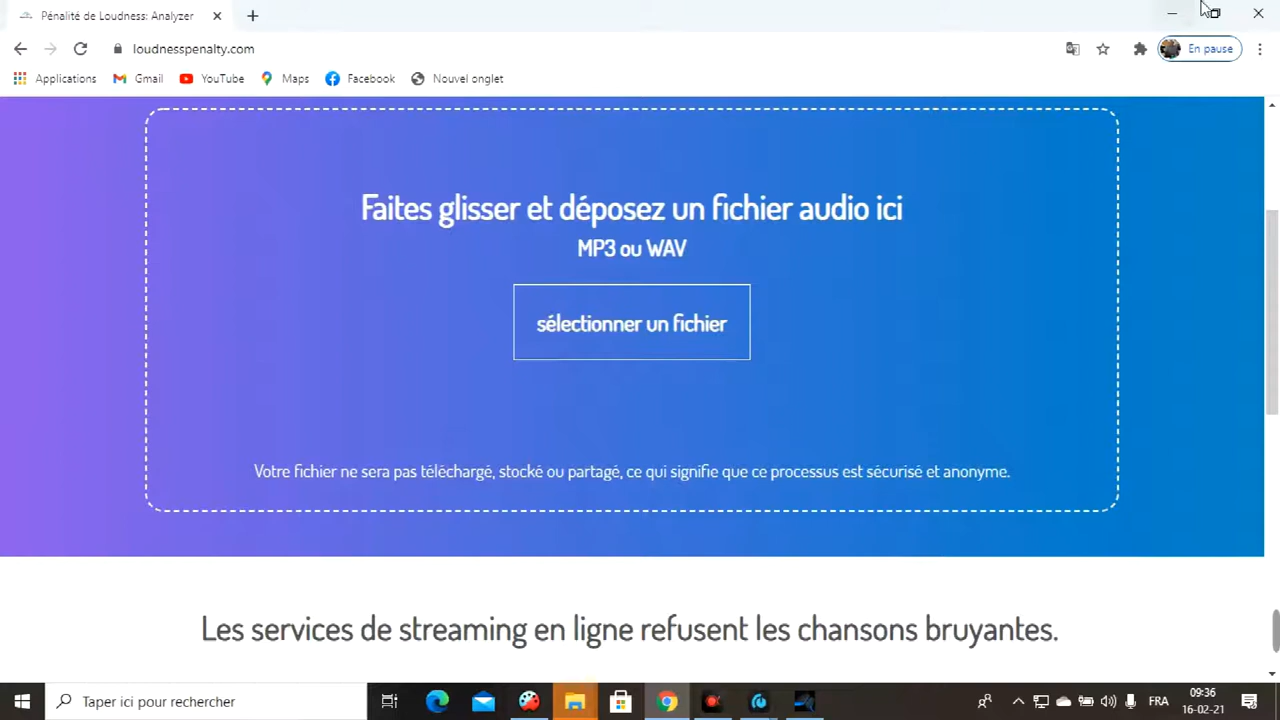 Pénalité de Loudness: Analyzer
loudnesspenalty.com
En pause
Applications
Gmail
YouTube
Maps
Facebook
Nouvel onglet
Faites glisser et déposez un fichier audio ici
MP3 ou WAV
sélectionner un fichier
Votre fichier ne sera pas téléchargé, stocké ou partagé, ce qui signifie que ce processus est sécurisé et anonyme.
Les services de streaming en ligne refusent les chansons bruyantes.
Taper ici pour rechercher
FRA
09:36
16-02-21